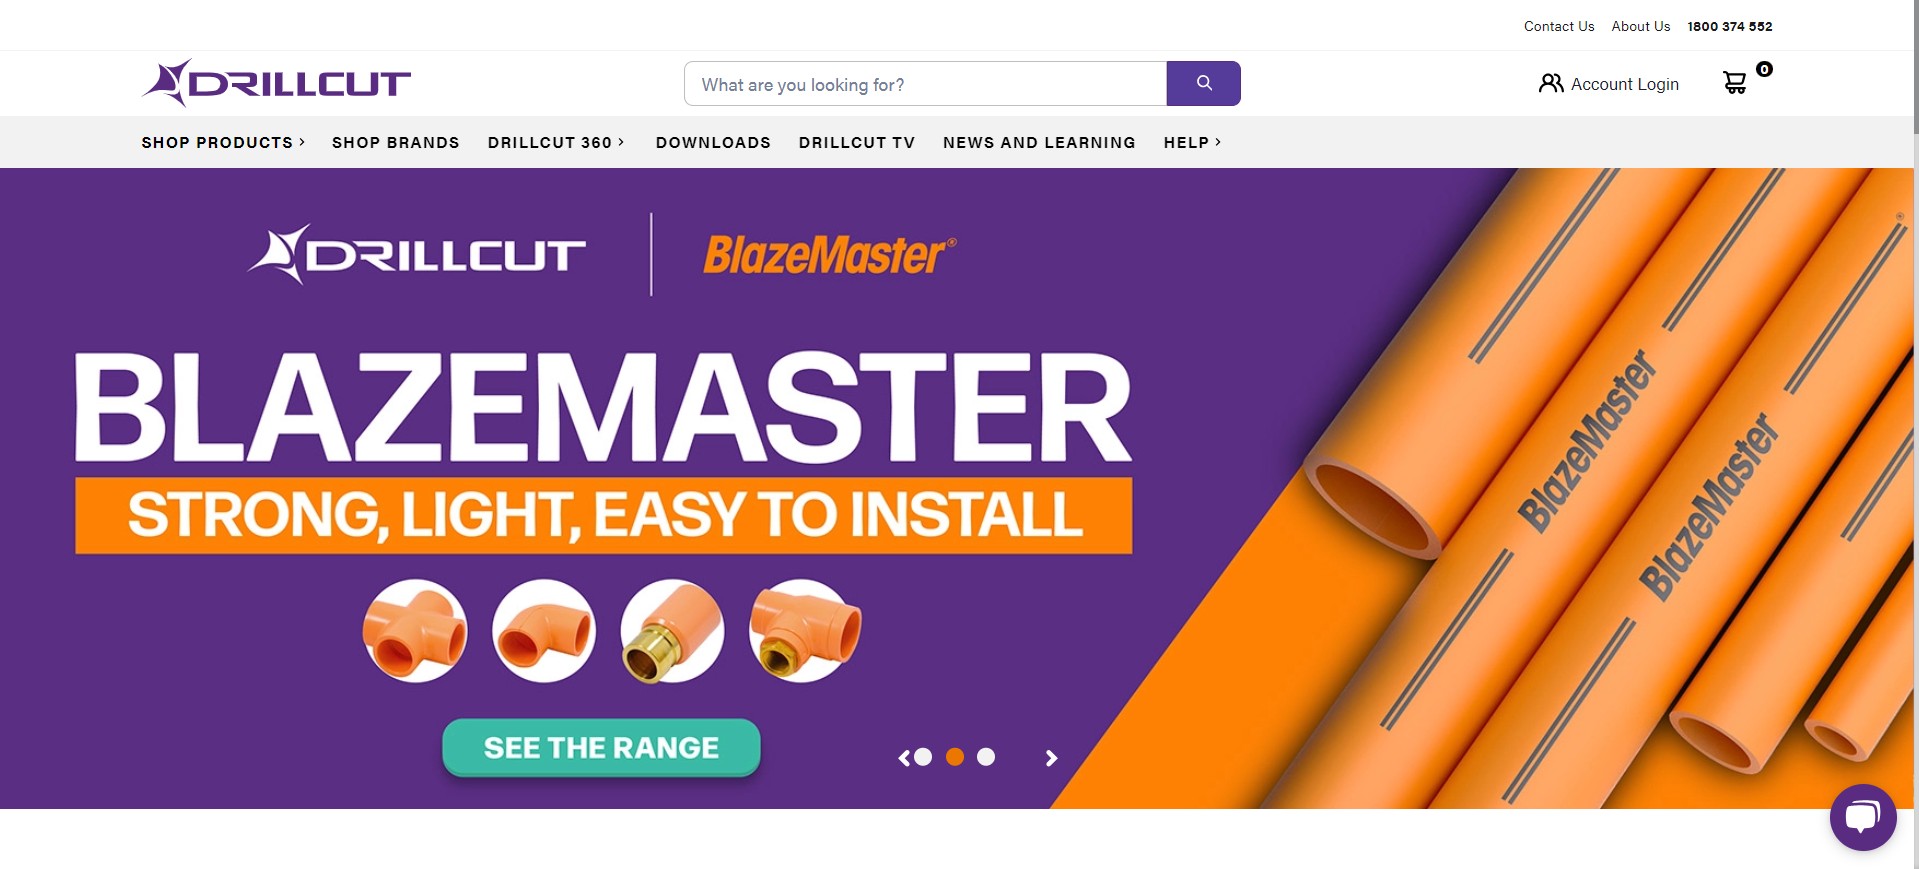 Contact Us About Us 1800 374 552
DRILLCUT
What are you looking for?
Account Login
0
SHOP PRODUCTS SHOP BRANDS DRILLCUT 360 DOWNLOADS DRILLCUT TV NEWS AND LEARNING HELP
DRILLCUT
BlazeMaster®
BLAZEMASTER
STRONG, LIGHT, EASY TO INSTALL
SEE THE RANGE
BlazeMaster
BlazeMaster
®